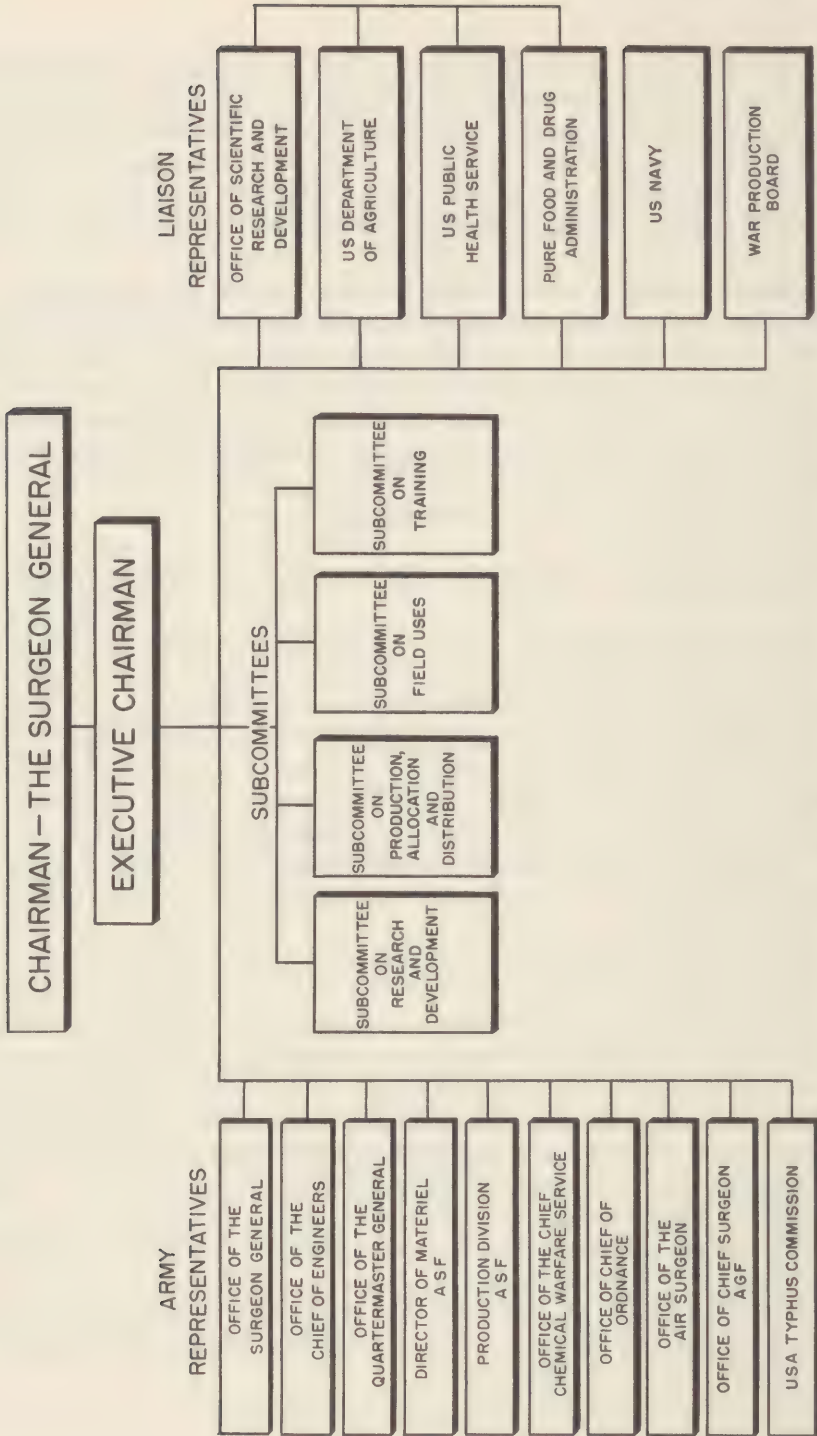 CHAIRMAN—THE SURGEON GENERAL
EXECUTIVE CHAIRMAN
ARMY
REPRESENTATIVES
OFFICE OF THE
SURGEON GENERAL
OFFICE OF THE
CHIEF OF ENGINEERS
OFFICE OF THE
QUARTERMASTER GENERAL
DIRECTOR OF MATERIEL
A S F
PRODUCTION DIVISION
A S F
OFFICE OF THE CHIEF
CHEMICAL WARFARE SERVICE
OFFICE OF CHIEF OF
ORDNANCE
OFFICE OF THE
AIR SURGEON
OFFICE OF CHIEF SURGEON
AGF
USA TYPHUS COMMISSION
SUBCOMMITTEES
SUBCOMMITTEE
ON
RESEARCH
AND
DEVELOPMENT
SUBCOMMITTEE
ON
PRODUCTION,
ALLOCATION
AND
DISTRIBUTION
SUBCOMMITTEE
ON
FIELD USES
SUBCOMMITTEE
ON
TRAINING
LIAISON
REPRESENTATIVES
OFFICE OF SCIENTIFIC
RESEARCH AND
DEVELOPMENT
US DEPARTMENT
OF AGRICULTURE
US PUBLIC
HEALTH SERVICE
PURE FOOD AND DRUG
ADMINISTRATION
US NAVY
WAR PRODUCTION
BOARD